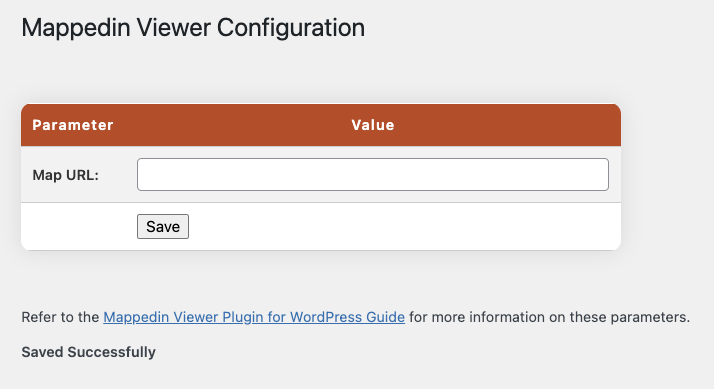 Mappedin Viewer Configuration
Parameter Value
Map URL:
Save
Refer to the Mappedin Viewer Plugin for WordPress Guide for more information on these parameters.
Saved Successfully